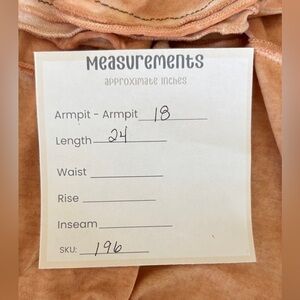 Measurements
approximate inches
Armpit - Armpit 18
Length 24
Waist
Rise
Inseam
SKU: 196